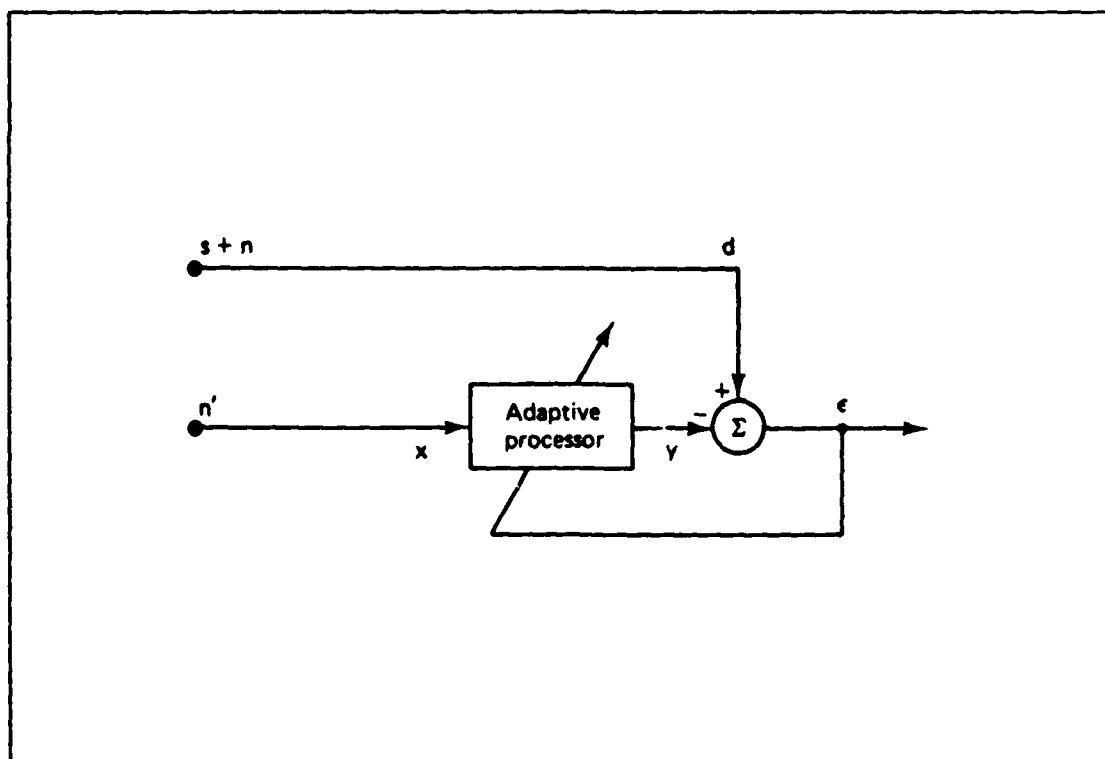 s + n
d
n'
x
Adaptive
processor
y
-
+
Σ
ϵ